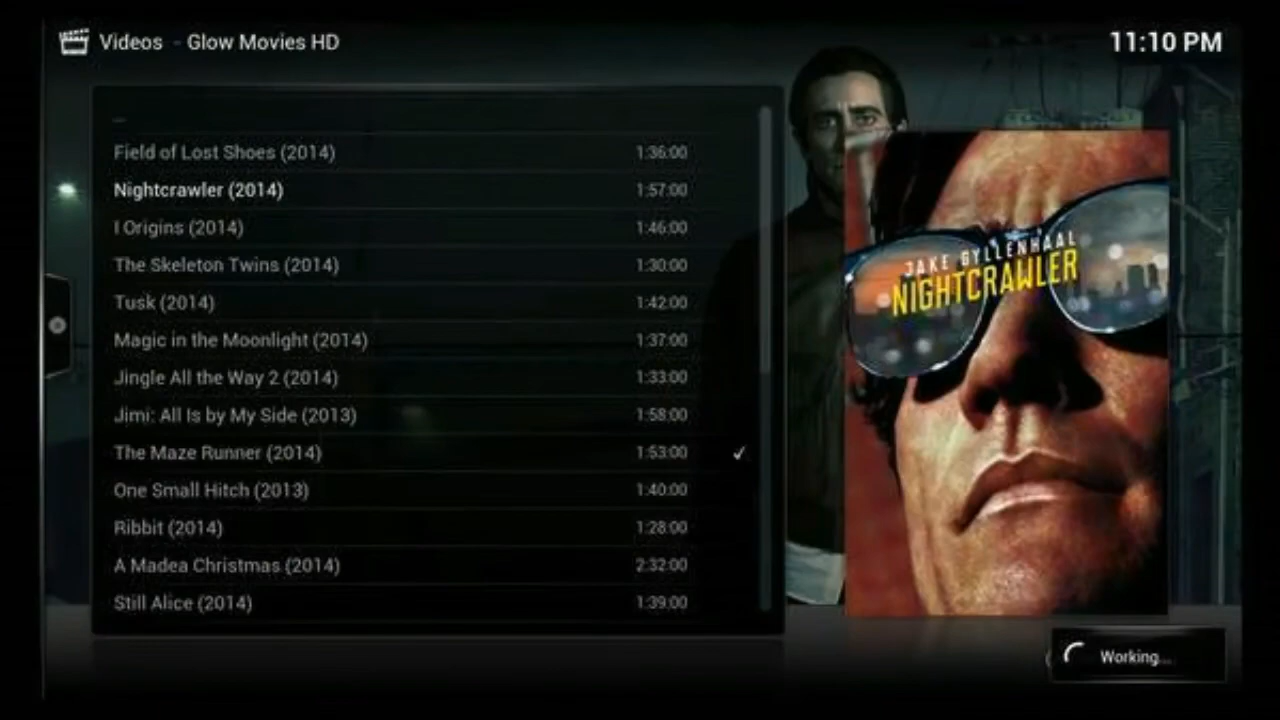 Videos - Glow Movies HD
11:10 PM
Field of Lost Shoes (2014) 1:36:00
Nightcrawler (2014) 1:57:00
I Origins (2014) 1:46:00
The Skeleton Twins (2014) 1:30:00
Tusk (2014) 1:42:00
Magic in the Moonlight (2014) 1:37:00
Jingle All the Way 2 (2014) 1:33:00
Jimi: All Is by My Side (2013) 1:58:00
The Maze Runner (2014) 1:53:00 ✓
One Small Hitch (2013) 1:40:00
Ribbit (2014) 1:28:00
A Madea Christmas (2014) 2:32:00
Still Alice (2014) 1:39:00
JAKE GYLLENHAAL
NIGHTCRAWLER
Working...